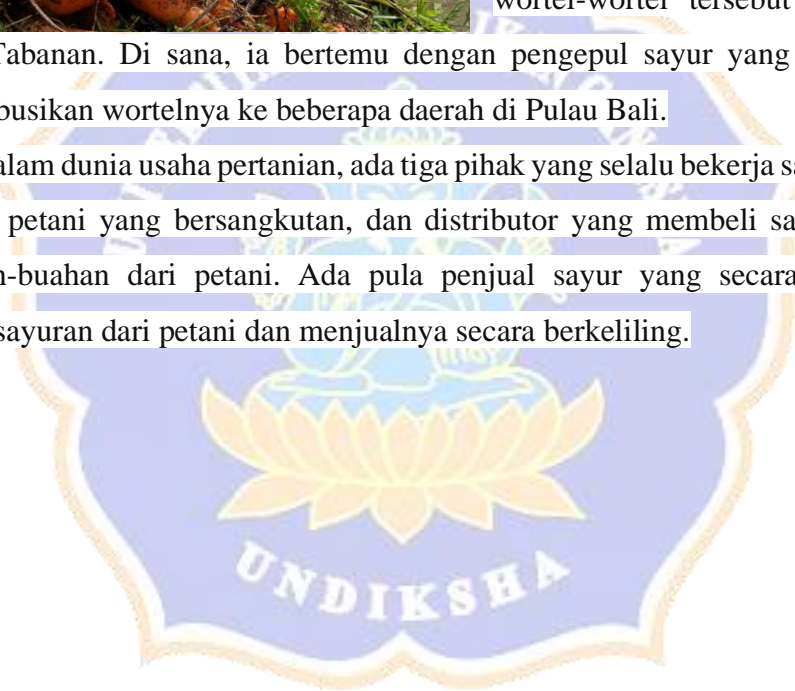 wortel-wortel tersebut
Tabanan. Di sana, ia bertemu dengan pengepul sayur yang
busikan wortelnya ke beberapa daerah di Pulau Bali.
alam dunia usaha pertanian, ada tiga pihak yang selalu bekerja sa
petani yang bersangkutan, dan distributor yang membeli sa
n-buahan dari petani. Ada pula penjual sayur yang secara
sayuran dari petani dan menjualnya secara berkeliling.
UNDIKSHA